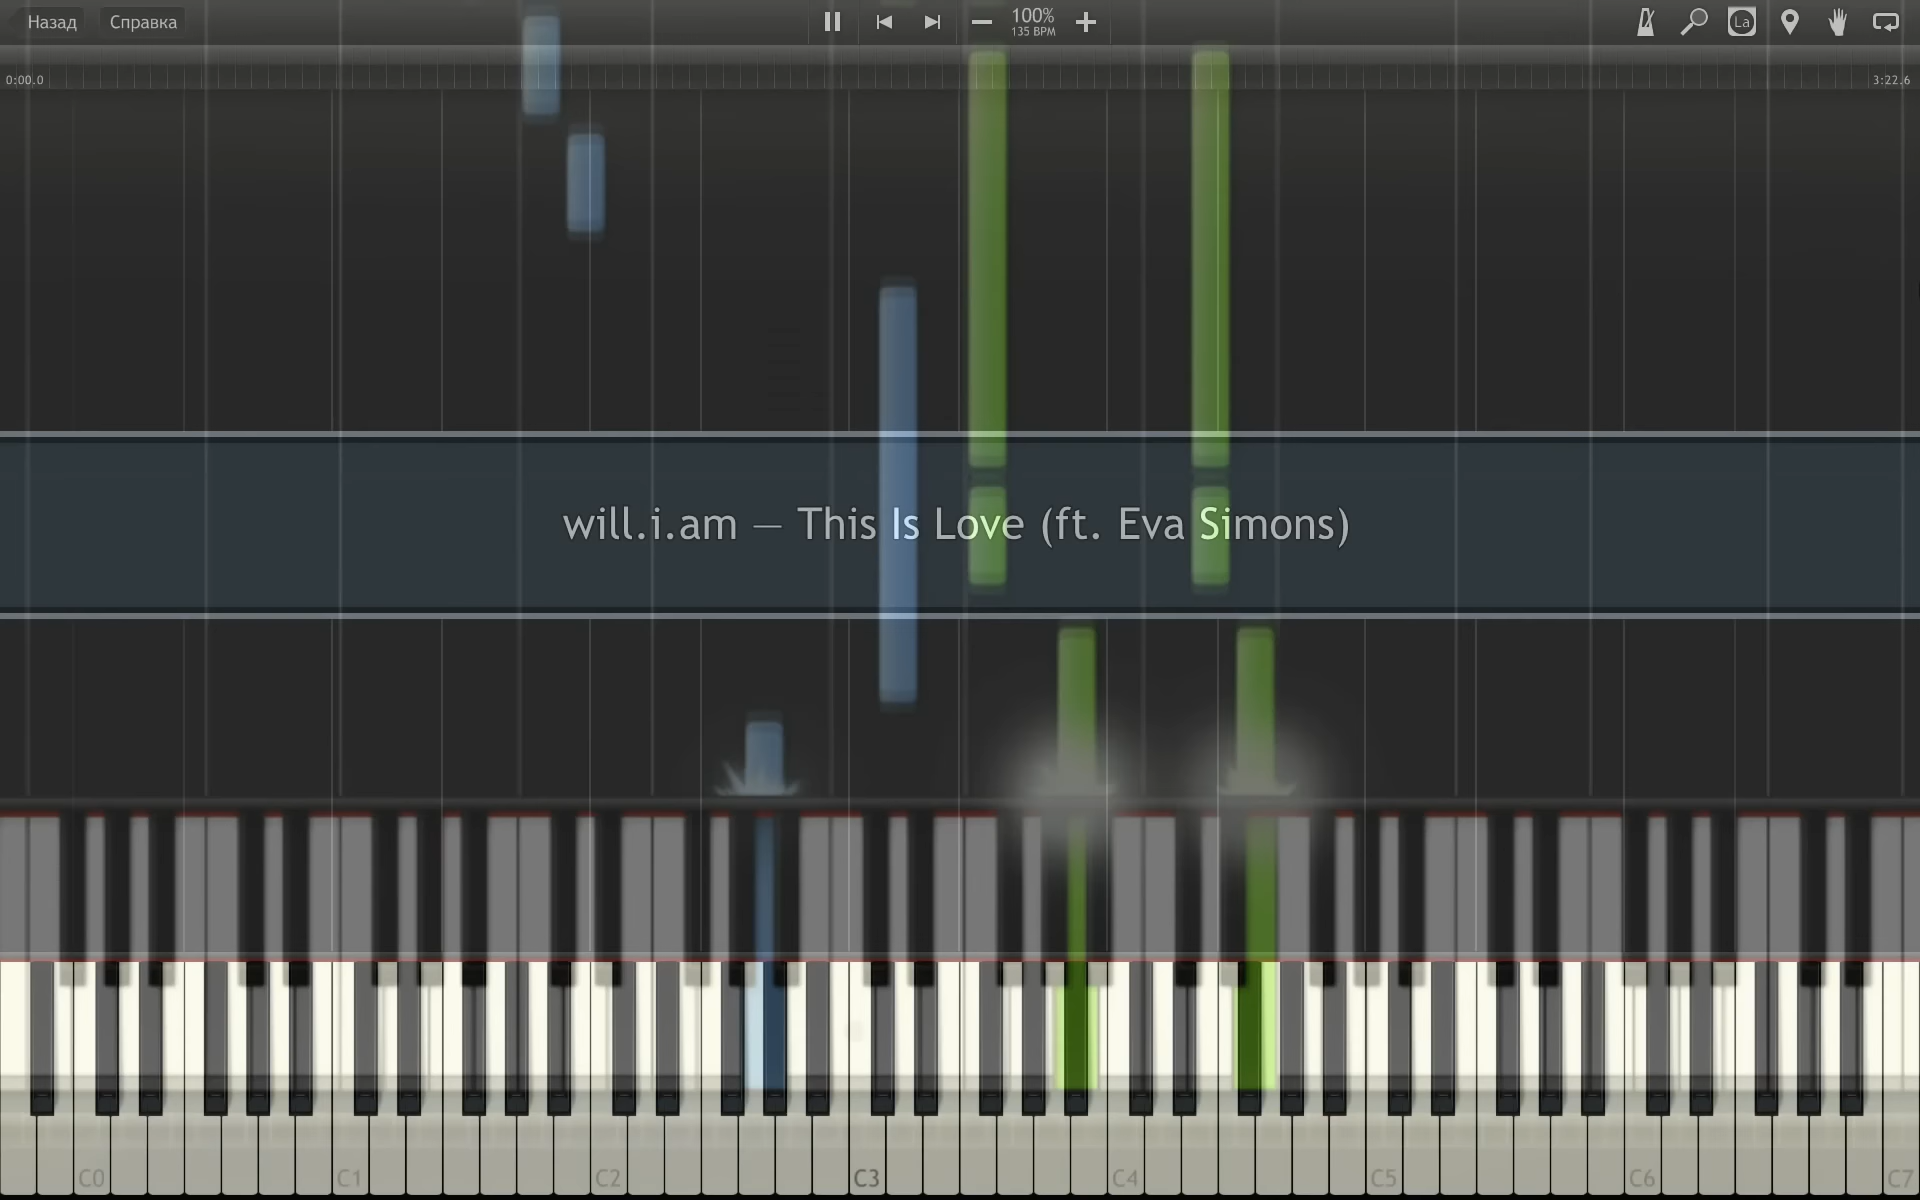 Назад Справка 100% La
135 BPM
0:00.0 3:22.6
will.i.am — This Is Love (ft. Eva Simons)
C0 C1 C2 C3 C4 C5 C6 C7